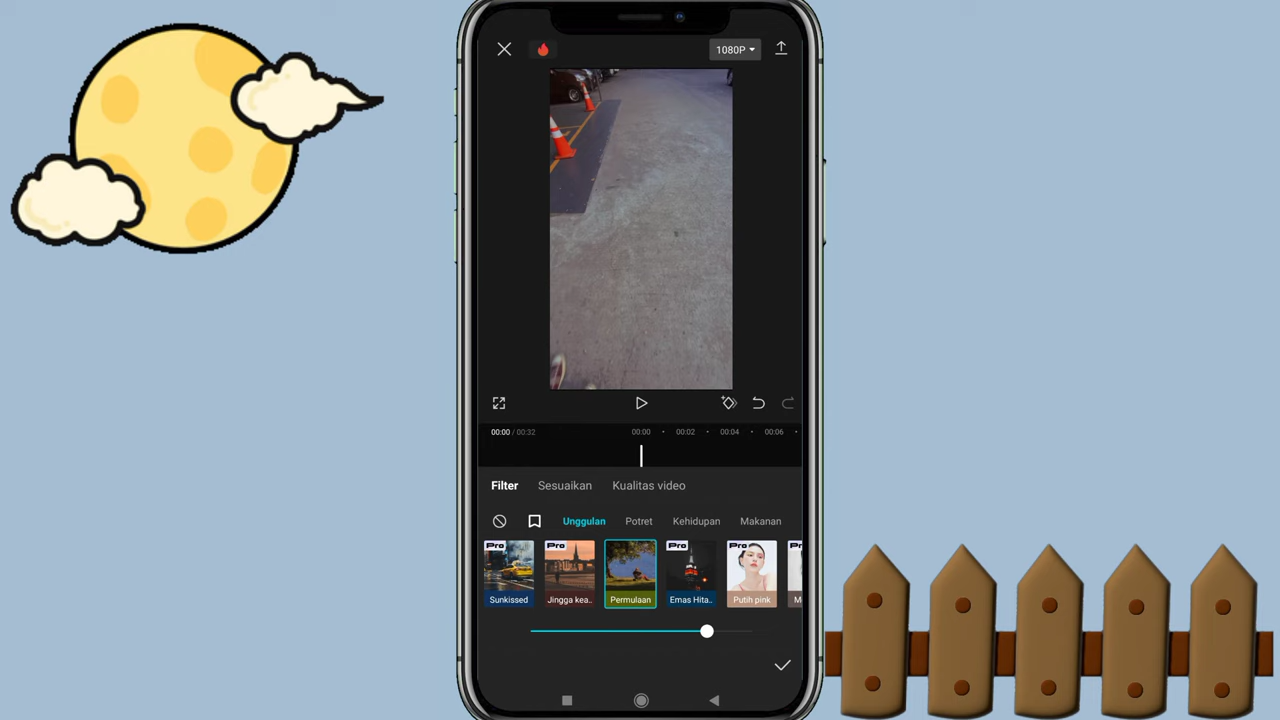 1080P
00:00 / 00:32
00:00 00:02 00:04 00:06
Filter Sesuaikan Kualitas video
Unggulan Potret Kehidupan Makanan
Pro Pro Pro Pro
Sunkissed Jingga kea.. Permulaan Emas Hita.. Putih pink